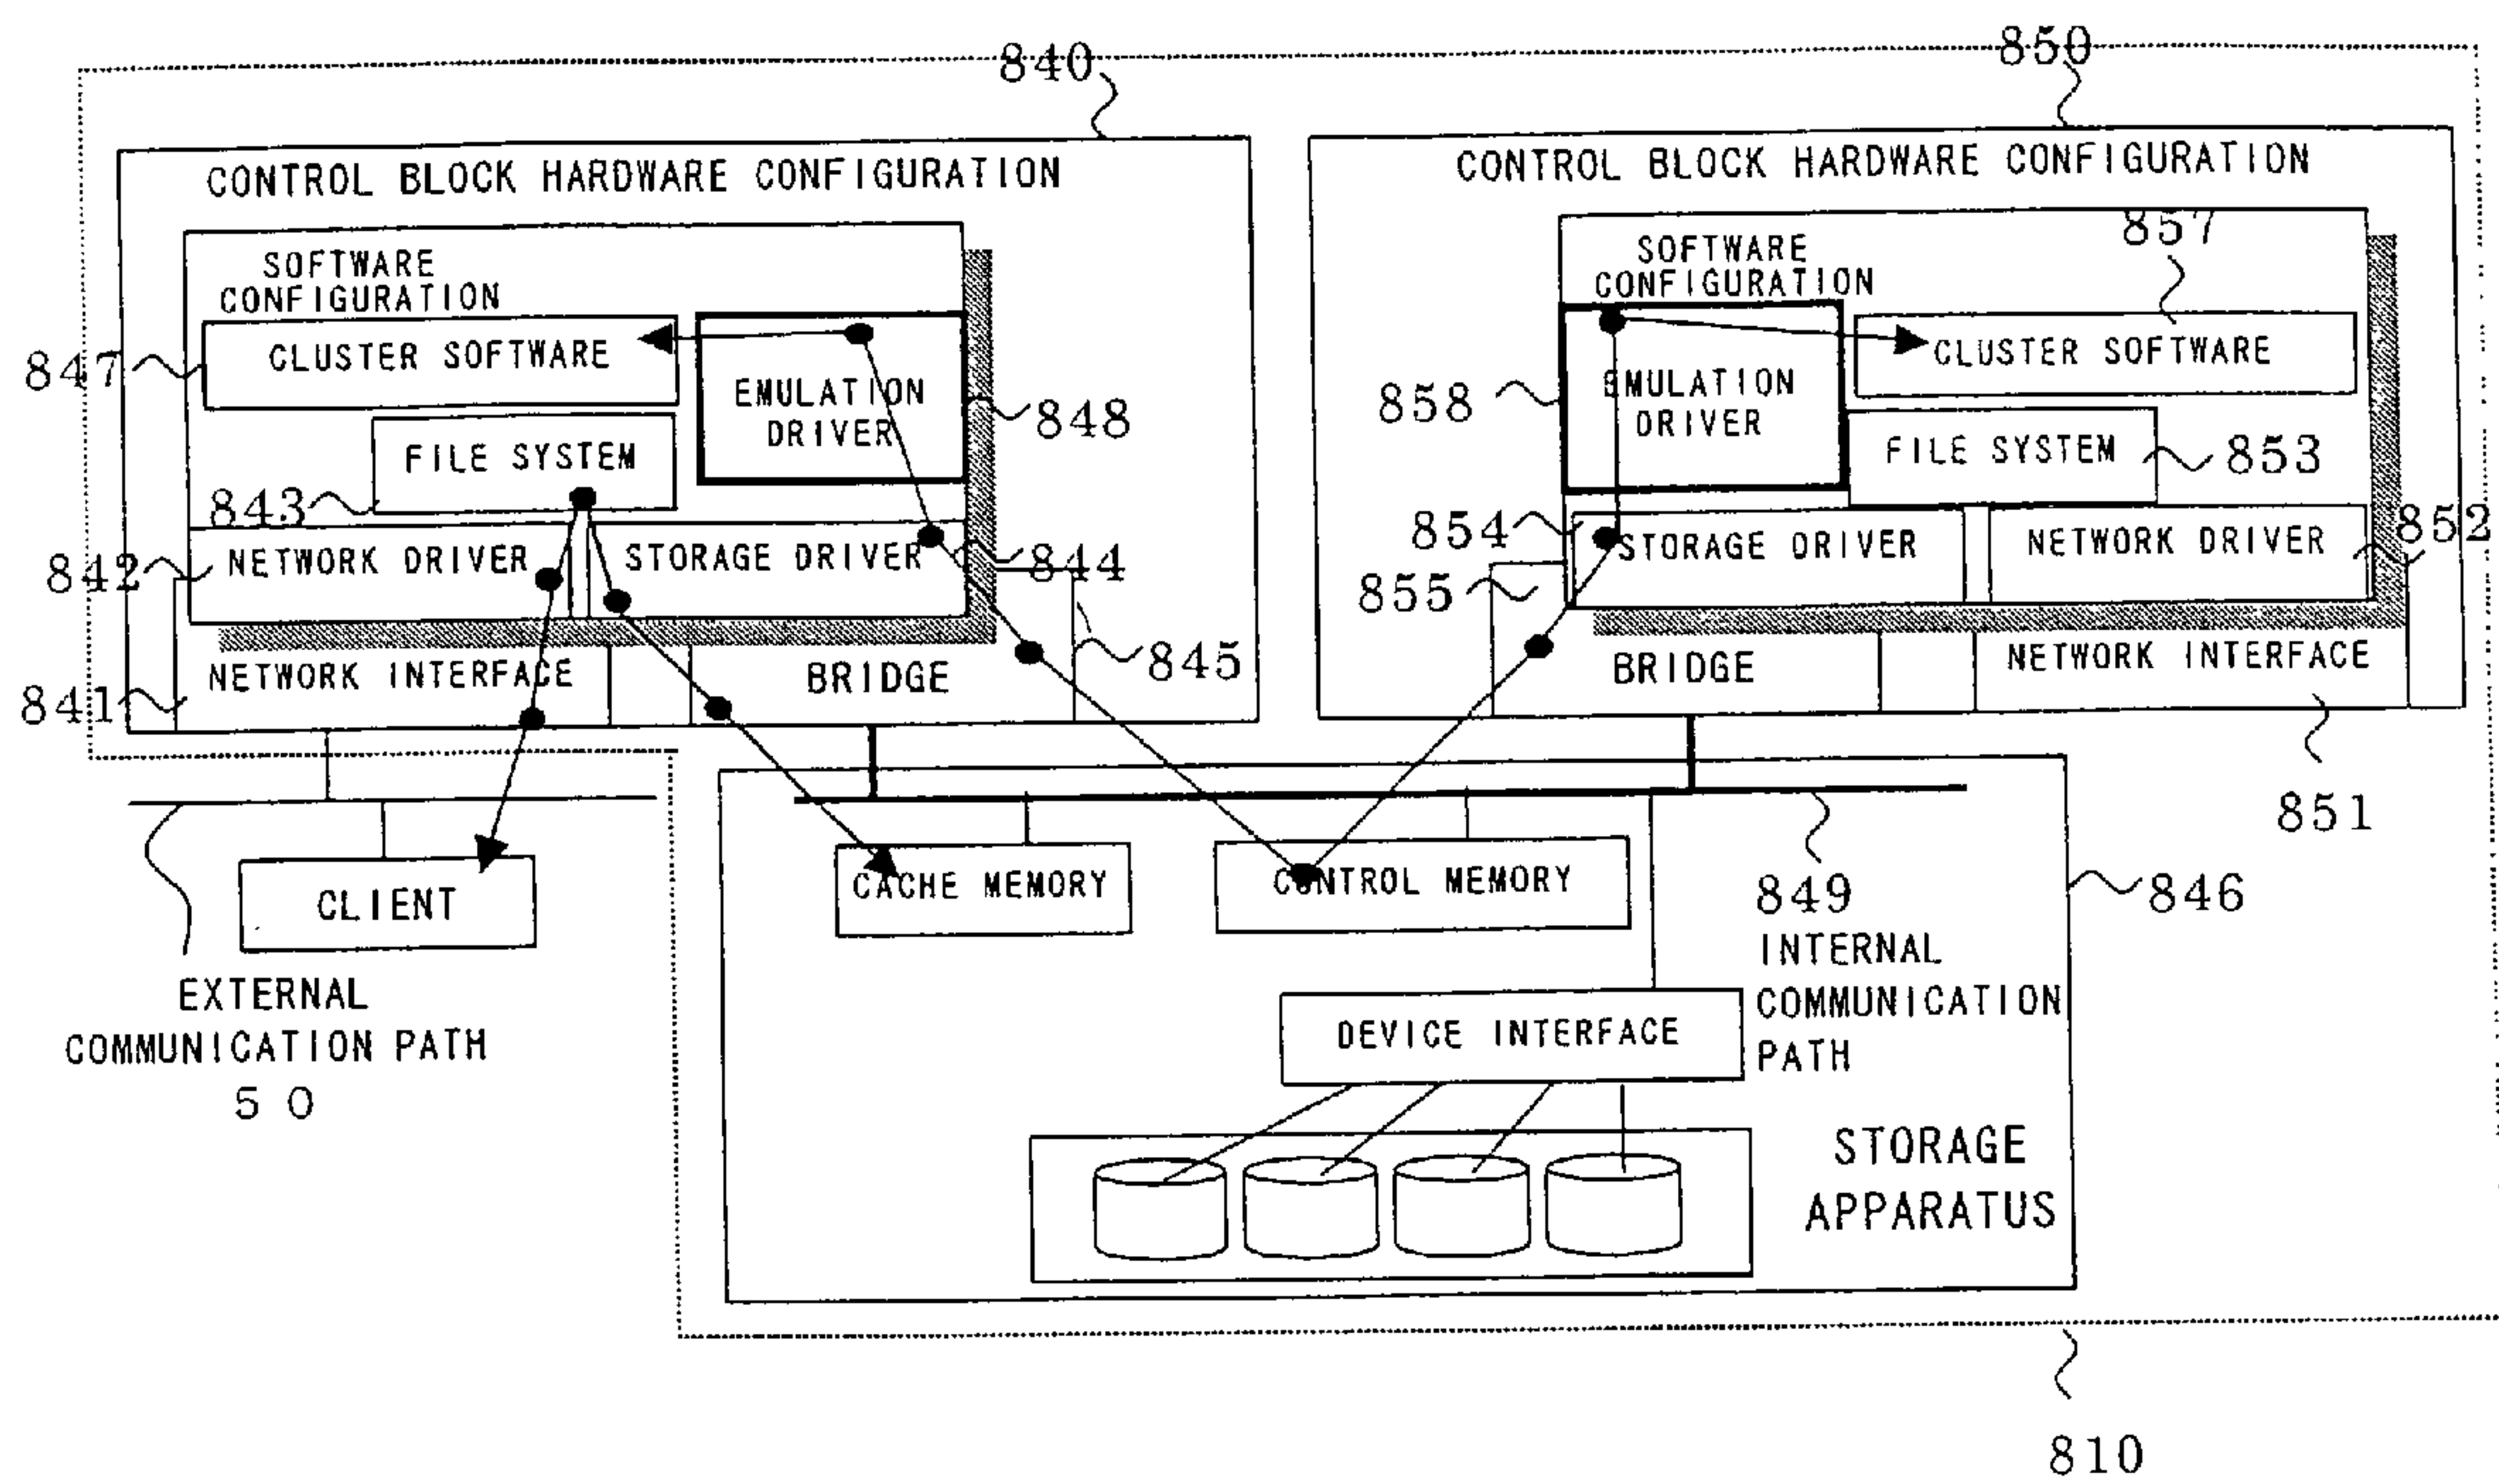 840
850
CONTROL BLOCK HARDWARE CONFIGURATION
CONTROL BLOCK HARDWARE CONFIGURATION
SOFTWARE
CONFIGURATION
SOFTWARE
CONFIGURATION
857
847
CLUSTER SOFTWARE
EMULATION
DRIVER
848
858
EMULATION
DRIVER
CLUSTER SOFTWARE
FILE SYSTEM
843
FILE SYSTEM
853
842
NETWORK DRIVER
STORAGE DRIVER
844
854
STORAGE DRIVER
NETWORK DRIVER
852
855
841
NETWORK INTERFACE
BRIDGE
845
BRIDGE
NETWORK INTERFACE
851
CLIENT
CACHE MEMORY
CONTROL MEMORY
849
INTERNAL
COMMUNICATION
PATH
846
EXTERNAL
COMMUNICATION PATH
50
DEVICE INTERFACE
STORAGE
APPARATUS
810